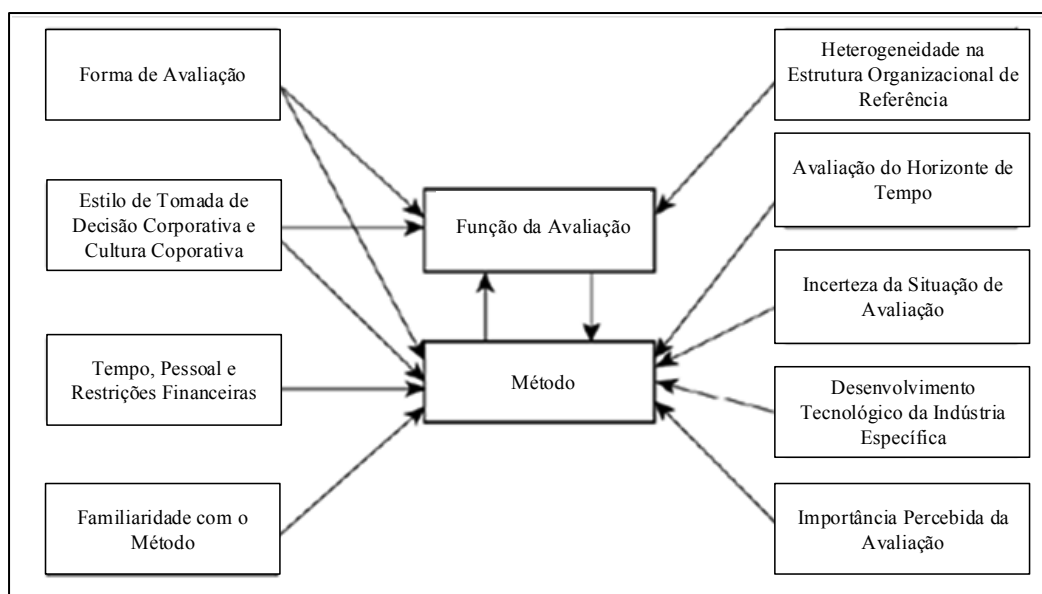 Forma de Avaliação
Estilo de Tomada de
Decisão Corporativa e
Cultura Coporativa
Tempo, Pessoal e
Restrições Financeiras
Familiaridade com o
Método
Função da Avaliação
Método
Heterogeneidade na
Estrutura Organizacional de
Referência
Avaliação do Horizonte de
Tempo
Incerteza da Situação de
Avaliação
Desenvolvimento
Tecnológico da Indústria
Específica
Importância Percebida da
Avaliação